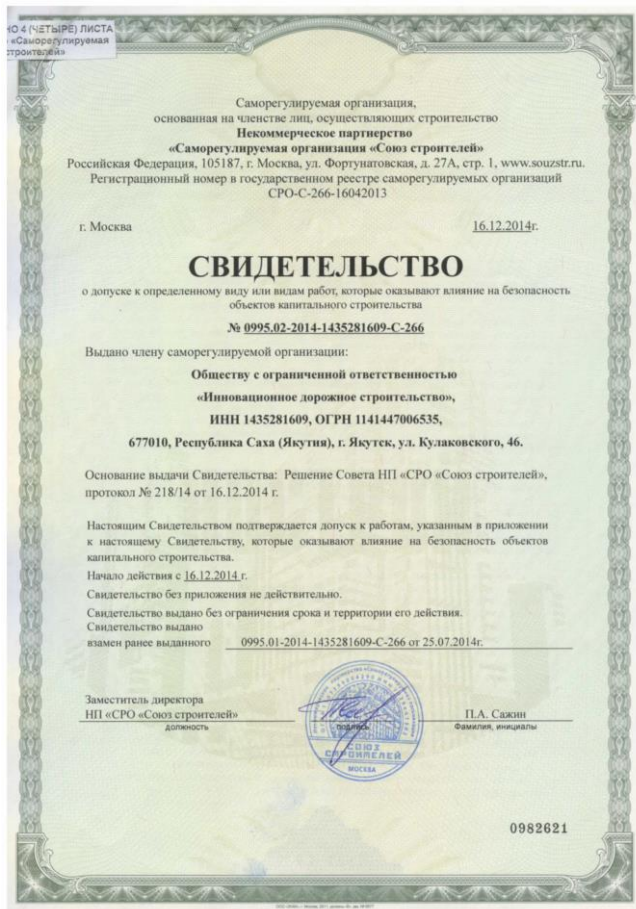 НО 4 (ЧЕТЫРЕ) ЛИСТА
«Саморегулируемая
строителей»
Саморегулируемая организация,
основанная на членстве лиц, осуществляющих строительство
Некоммерческое партнерство
«Саморегулируемая организация «Союз строителей»
Российская Федерация, 105187, г. Москва, ул. Фортунатовская, д. 27А, стр. 1, www.souzstr.ru.
Регистрационный номер в государственном реестре саморегулируемых организаций
СРО-С-266-16042013
г. Москва 16.12.2014г.
СВИДЕТЕЛЬСТВО
о допуске к определенному виду или видам работ, которые оказывают влияние на безопасность
объектов капитального строительства
№ 0995.02-2014-1435281609-С-266
Выдано члену саморегулируемой организации:
Обществу с ограниченной ответственностью
«Инновационное дорожное строительство»,
ИНН 1435281609, ОГРН 1141447006535,
677010, Республика Саха (Якутия), г. Якутск, ул. Кулаковского, 46.
Основание выдачи Свидетельства: Решение Совета НП «СРО «Союз строителей»,
протокол № 218/14 от 16.12.2014 г.
Настоящим Свидетельством подтверждается допуск к работам, указанным в приложении
к настоящему Свидетельству, которые оказывают влияние на безопасность объектов
капитального строительства.
Начало действия с 16.12.2014 г.
Свидетельство без приложения не действительно.
Свидетельство выдано без ограничения срока и территории его действия.
Свидетельство выдано
взамен ранее выданного 0995.01-2014-1435281609-С-266 от 25.07.2014г.
Заместитель директора
НП «СРО «Союз строителей» П.А. Сажин
должность подпись Фамилия, инициалы
СОЮЗ
СТРОИТЕЛЕЙ
МОСКВА
0982621